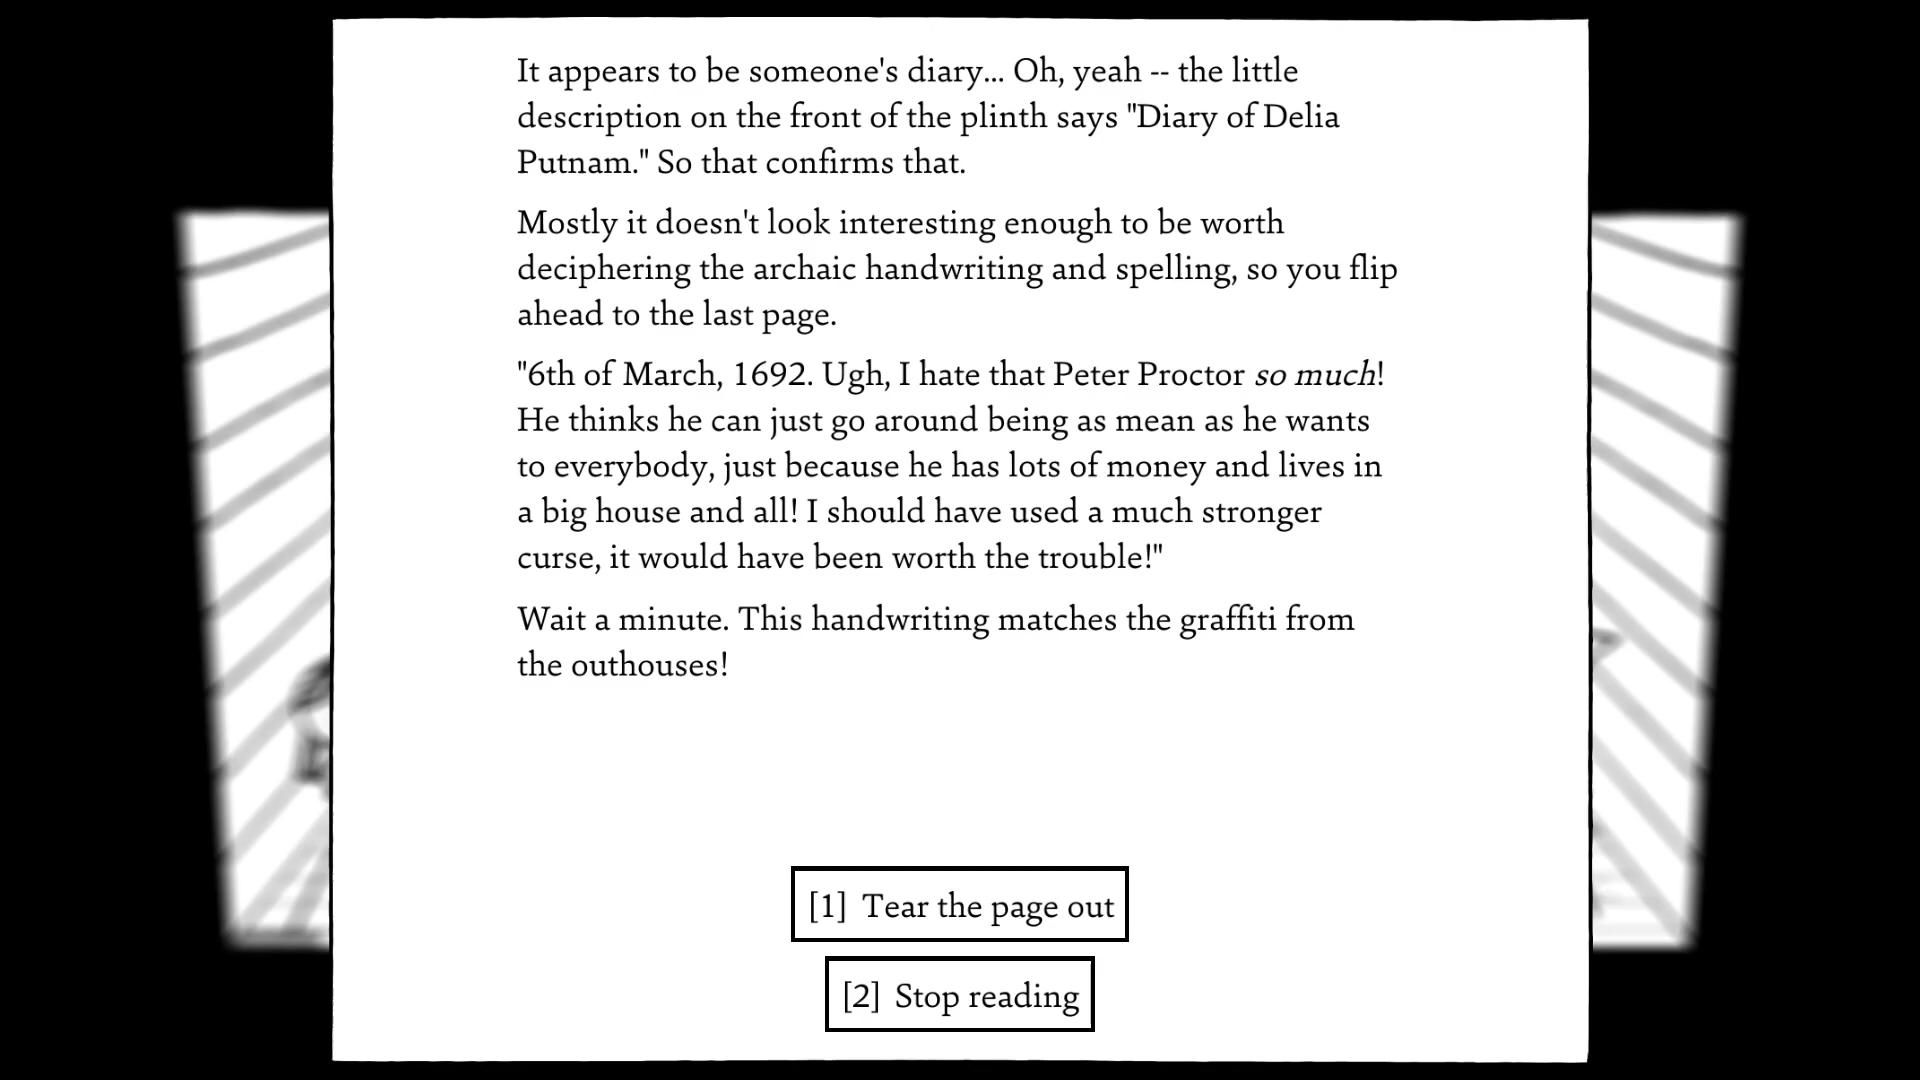 It appears to be someone's diary... Oh, yeah -- the little
description on the front of the plinth says "Diary of Delia
Putnam." So that confirms that.
Mostly it doesn't look interesting enough to be worth
deciphering the archaic handwriting and spelling, so you flip
ahead to the last page.
"6th of March, 1692. Ugh, I hate that Peter Proctor so much!
He thinks he can just go around being as mean as he wants
to everybody, just because he has lots of money and lives in
a big house and all! I should have used a much stronger
curse, it would have been worth the trouble!"
Wait a minute. This handwriting matches the graffiti from
the outhouses!
[1] Tear the page out
[2] Stop reading